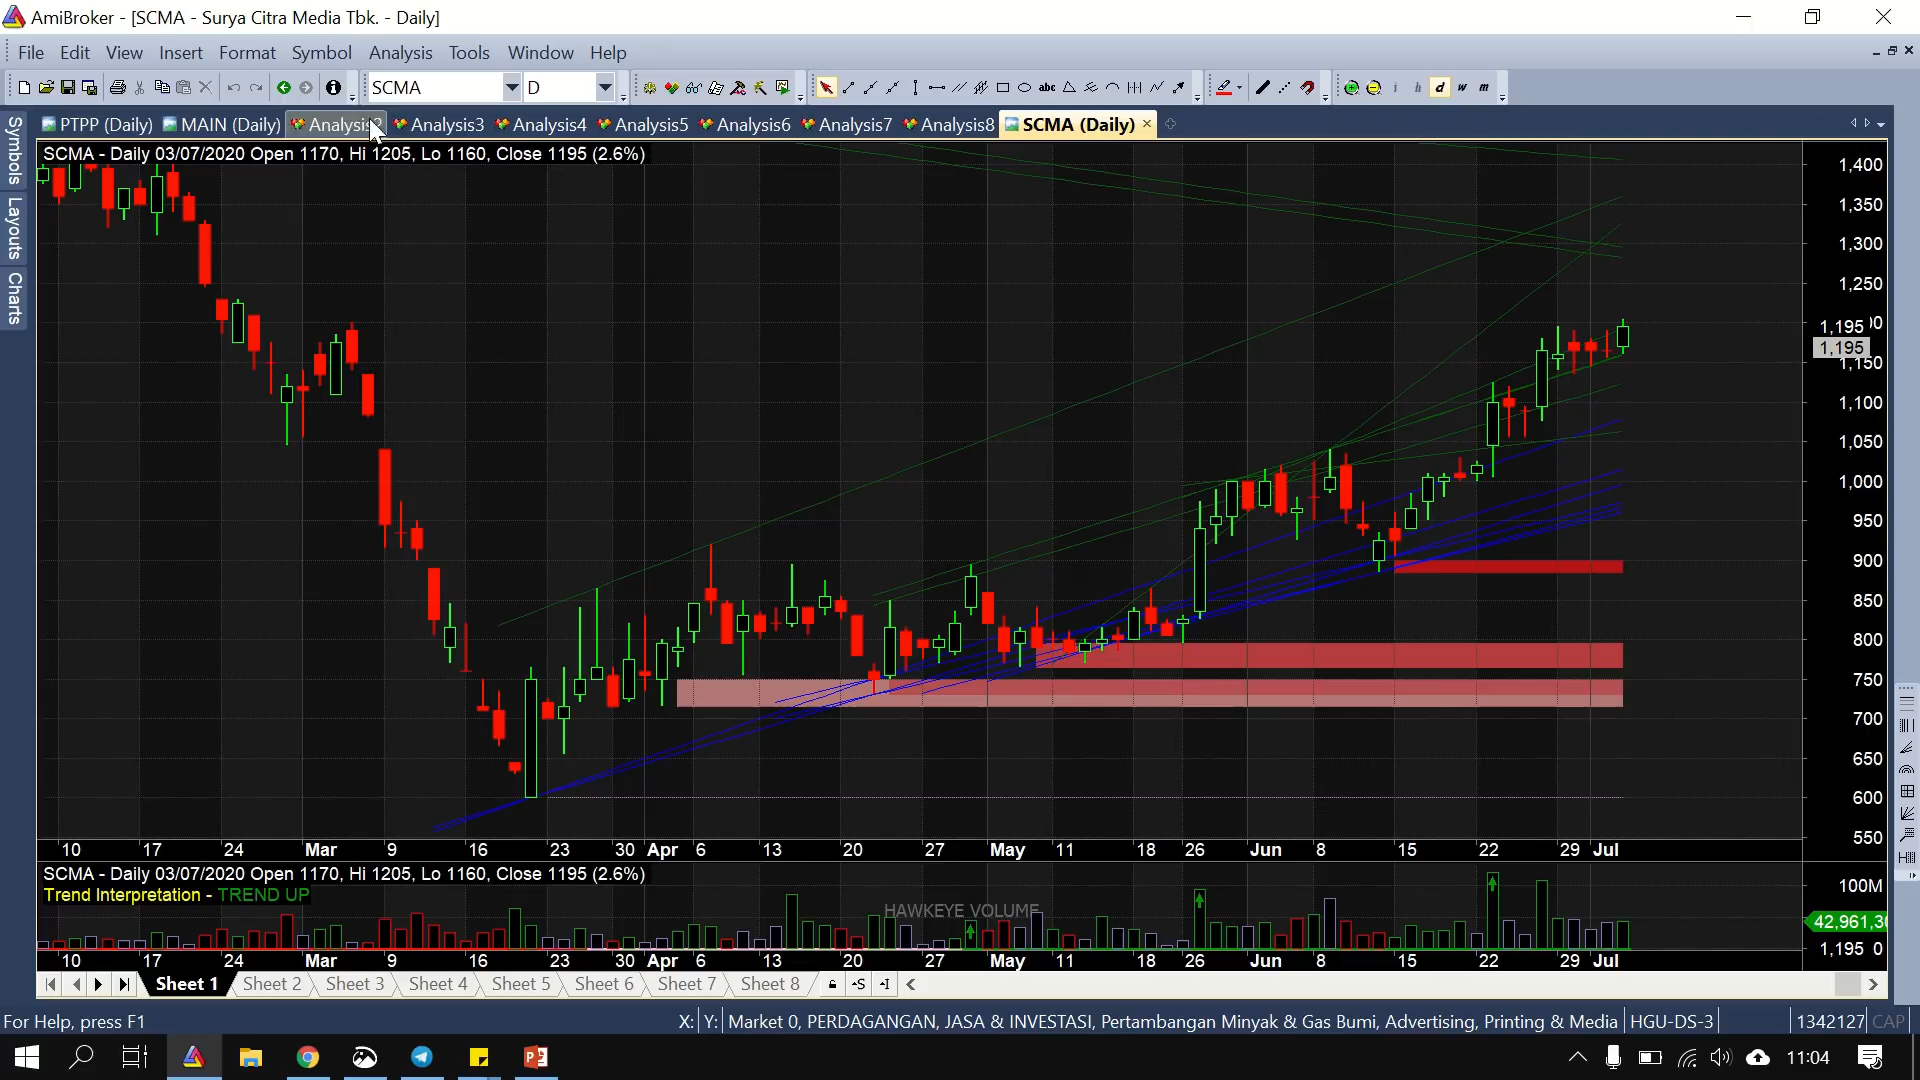 AmiBroker - [SCMA - Surya Citra Media Tbk. - Daily]
File Edit View Insert Format Symbol Analysis Tools Window Help
SCMA D abc i h d w m
PTPP (Daily) MAIN (Daily) Analysis Analysis3 Analysis4 Analysis5 Analysis6 Analysis7 Analysis8 SCMA (Daily)
Symbols
Layouts
Charts
SCMA - Daily 03/07/2020 Open 1170, Hi 1205, Lo 1160, Close 1195 (2.6%)
1,400
1,350
1,300
1,250
1,195
1,195
1,150
1,100
1,050
1,000
950
900
850
800
750
700
650
600
550
10 17 24 Mar 9 16 23 30 Apr 6 13 20 27 May 11 18 26 Jun 8 15 22 29 Jul
SCMA - Daily 03/07/2020 Open 1170, Hi 1205, Lo 1160, Close 1195 (2.6%)
Trend Interpretation - TREND UP
HAWKEYE VOLUME
100M
42,961,30
1,195 0
10 17 24 Mar 9 16 23 30 Apr 6 13 20 27 May 11 18 26 Jun 8 15 22 29 Jul
Sheet 1 Sheet 2 Sheet 3 Sheet 4 Sheet 5 Sheet 6 Sheet 7 Sheet 8
For Help, press F1 X: Y: Market 0, PERDAGANGAN, JASA & INVESTASI, Pertambangan Minyak & Gas Bumi, Advertising, Printing & Media HGU-DS-3 1342127 CAP
11:04